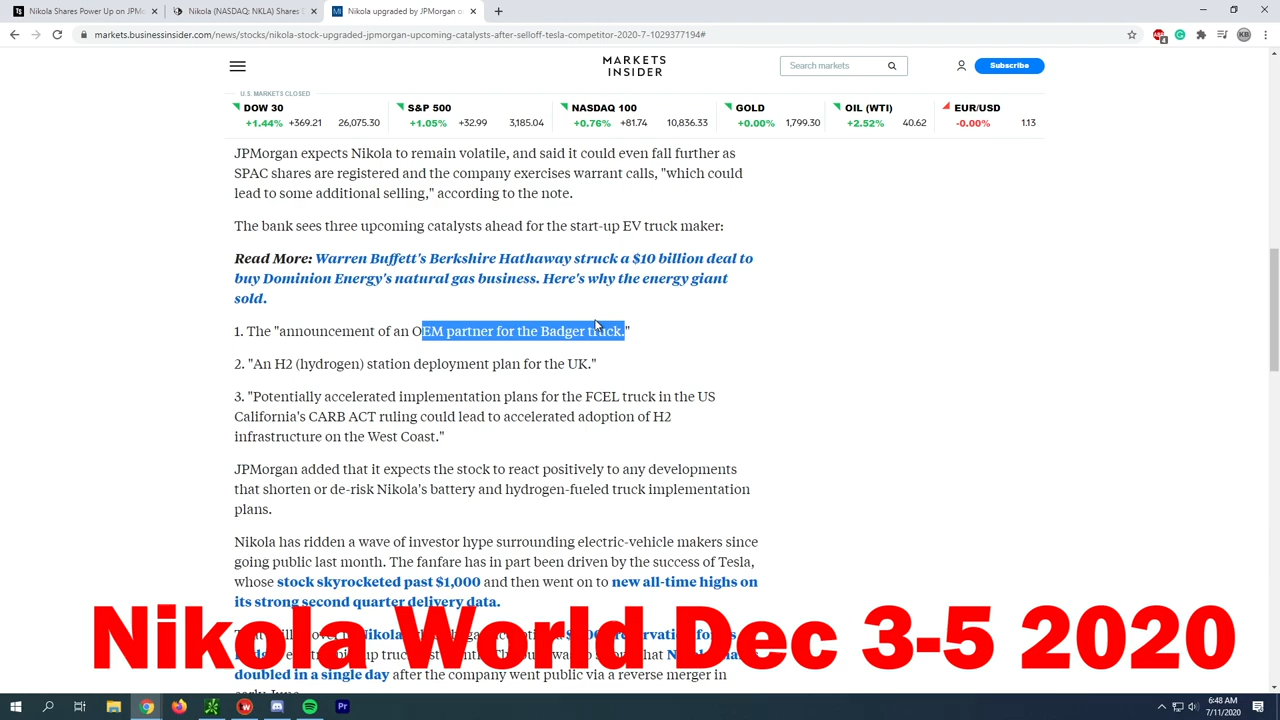 Nikola Shares Power Up on JPMo
Nikola (NASDAQ: NKLA) Shares
Nikola upgraded by JPMorgan o
markets.businessinsider.com/news/stocks/nikola-stock-upgraded-jpmorgan-upcoming-catalysts-after-selloff-tesla-competitor-2020-7-1029377194#
KB
MARKETS
INSIDER
Search markets
Subscribe
U.S. MARKETS CLOSED
DOW 30 S&P 500 NASDAQ 100 GOLD OIL (WTI) EUR/USD
+1.44% +369.21 26,075.30 +1.05% +32.99 3,185.04 +0.76% +81.74 10,836.33 +0.00% 1,799.30 +2.52% 40.62 -0.00% 1.13
JPMorgan expects Nikola to remain volatile, and said it could even fall further as
SPAC shares are registered and the company exercises warrant calls, "which could
lead to some additional selling," according to the note.
The bank sees three upcoming catalysts ahead for the start-up EV truck maker:
Read More: Warren Buffett's Berkshire Hathaway struck a $10 billion deal to
buy Dominion Energy's natural gas business. Here's why the energy giant
sold.
1. The "announcement of an OEM partner for the Badger truck."
2. "An H2 (hydrogen) station deployment plan for the UK."
3. "Potentially accelerated implementation plans for the FCEL truck in the US
California's CARB ACT ruling could lead to accelerated adoption of H2
infrastructure on the West Coast."
JPMorgan added that it expects the stock to react positively to any developments
that shorten or de-risk Nikola's battery and hydrogen-fueled truck implementation
plans.
Nikola has ridden a wave of investor hype surrounding electric-vehicle makers since
going public last month. The fanfare has in part been driven by the success of Tesla,
whose stock skyrocketed past $1,000 and then went on to new all-time highs on
its strong second quarter delivery data.
Nikola World Dec 3-5 2020
doubled in a single day after the company went public via a reverse merger in
6:48 AM
7/11/2020